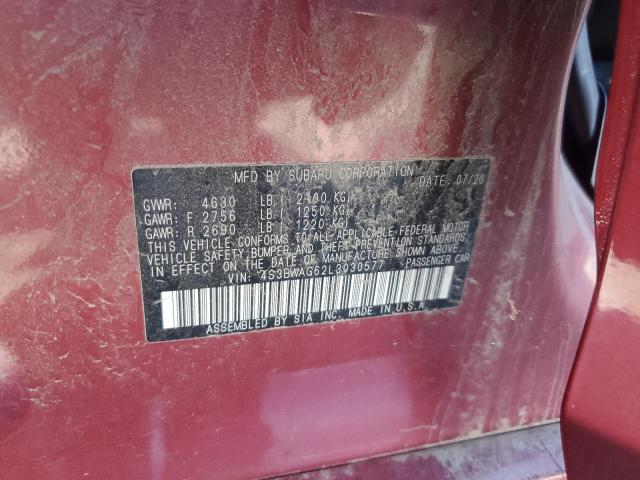 MFD BY SUBARU CORPORATION
DATE: 07/20
GVWR: 4630 LB ( 2100 KG)
GAWR: F 2756 LB ( 1250 KG)
GAWR: R 2690 LB ( 1220 KG)
THIS VEHICLE CONFORMS TO ALL APPLICABLE FEDERAL MOTOR
VEHICLE SAFETY, BUMPER, AND THEFT PREVENTION STANDARDS
IN EFFECT ON THE DATE OF MANUFACTURE SHOWN ABOVE.
VIN: 4S3BWAG62L3030577 PASSENGER CAR
ASSEMBLED BY SIA INC. MADE IN U.S.A.